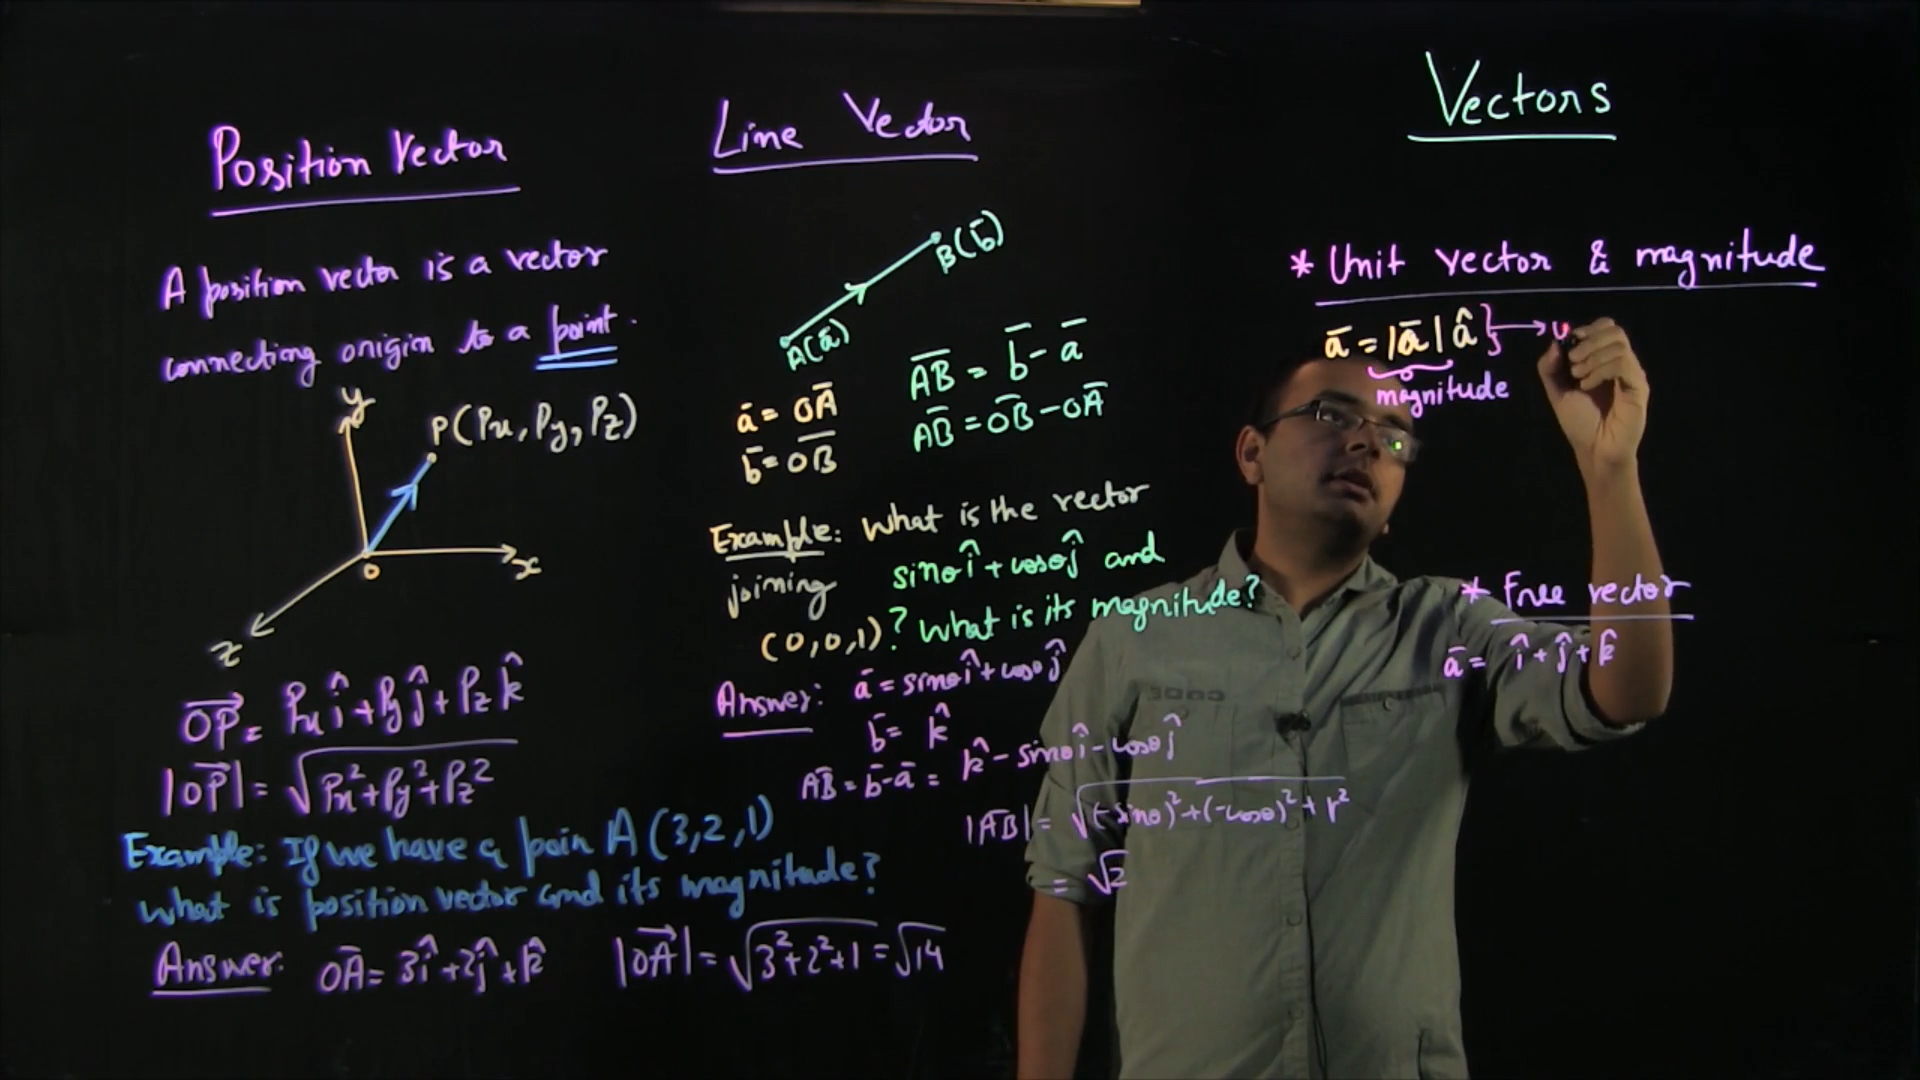 Position Vector
A position vector is a vector
connecting origin to a point.
y
P(Px, Py, Pz)
O
x
z
OP⃗ = Pxî + Pyĵ + Pz k̂
|OP⃗| = √(Px² + Py² + Pz²)
Example: If we have a poin A (3,2,1)
What is position vector and its magnitude?
Answer: OA̅ = 3î + 2ĵ + k̂ |OA⃗| = √(3² + 2² + 1) = √14
Line Vector
B(b̅)
A(a̅)
a̅ = OA̅
b̅ = OB̅
AB̅ = b̅ - a̅
AB̅ = OB̅ - OA̅
Example: What is the vector
joining sinθî + cosθĵ and
(0,0,1)? What is its magnitude?
Answer: a̅ = sinθî + cosθĵ
b̅ = k̂
AB̅ = b̅ - a̅ = k̂ - sinθî - cosθĵ
|AB̅| = √((-sinθ)² + (-cosθ)² + 1²)
= √2
Vectors
* Unit vector & magnitude
a̅ = |a̅| â } →
magnitude
* Free vector
a̅ = î + ĵ + k̂